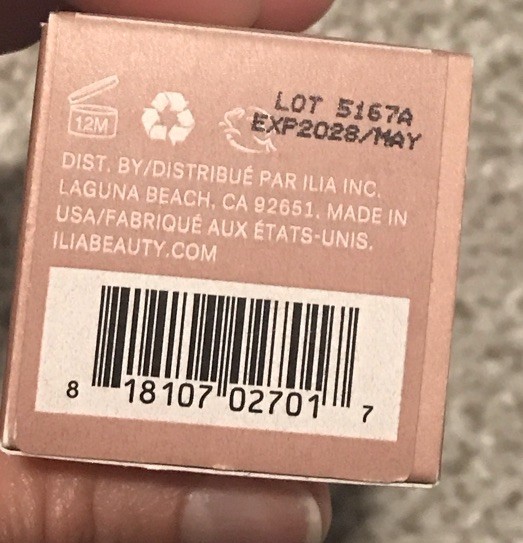 12M
LOT 5167A
EXP2028/MAY
DIST. BY/DISTRIBUÉ PAR ILIA INC.
LAGUNA BEACH, CA 92651. MADE IN
USA/FABRIQUÉ AUX ÉTATS-UNIS.
ILIABEAUTY.COM
8 18107 02701 7